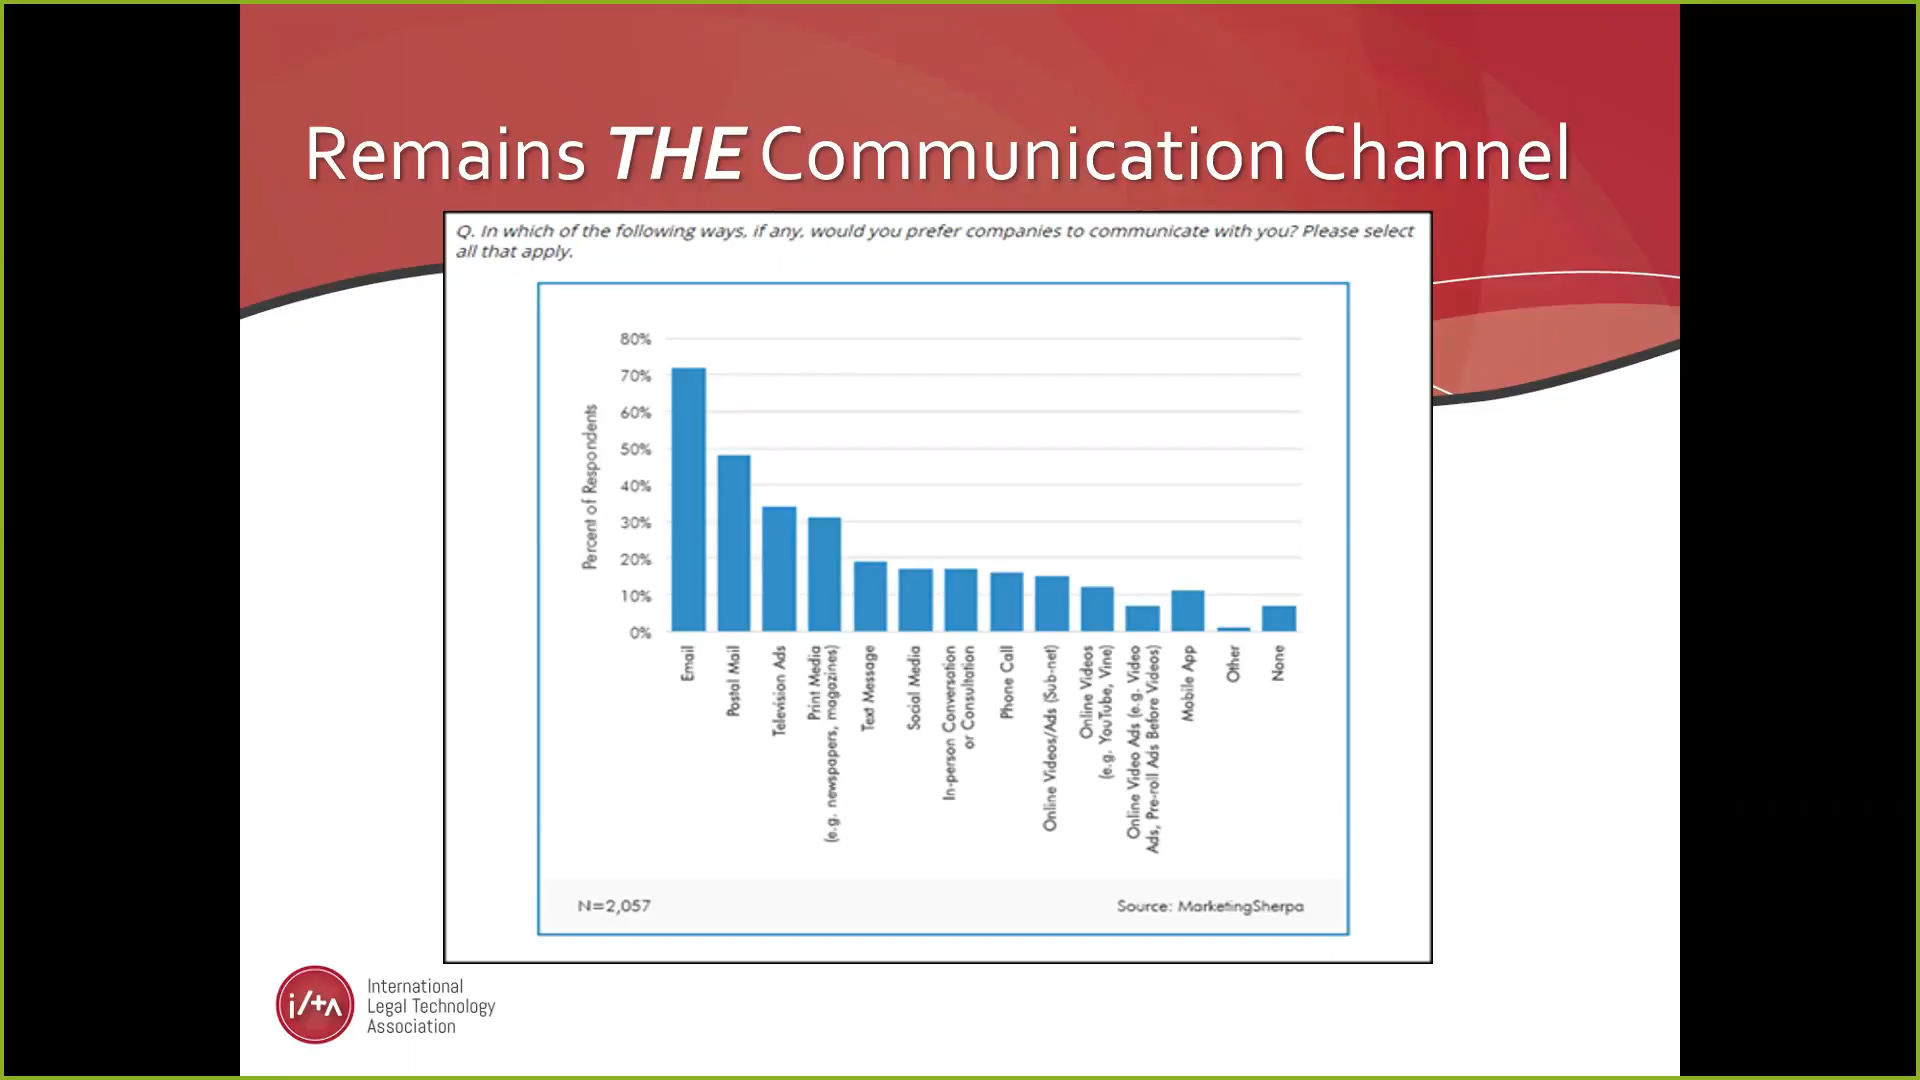 Remains THE Communication Channel
Q. In which of the following ways, if any, would you prefer companies to communicate with you? Please select
all that apply.
80%
70%
60%
50%
40%
30%
20%
10%
0%
Percent of Respondents
Email
Postal Mail
Television Ads
Print Media
(e.g. newspapers, magazines)
Text Message
Social Media
In-person Conversation
or Consultation
Phone Call
Online Videos/Ads (Sub-net)
Online Videos
(e.g. YouTube, Vine)
Online Video Ads (e.g. Video
Ads, Pre-roll Ads Before Videos)
Mobile App
Other
None
N=2,057
Source: MarketingSherpa
ilta
International
Legal Technology
Association